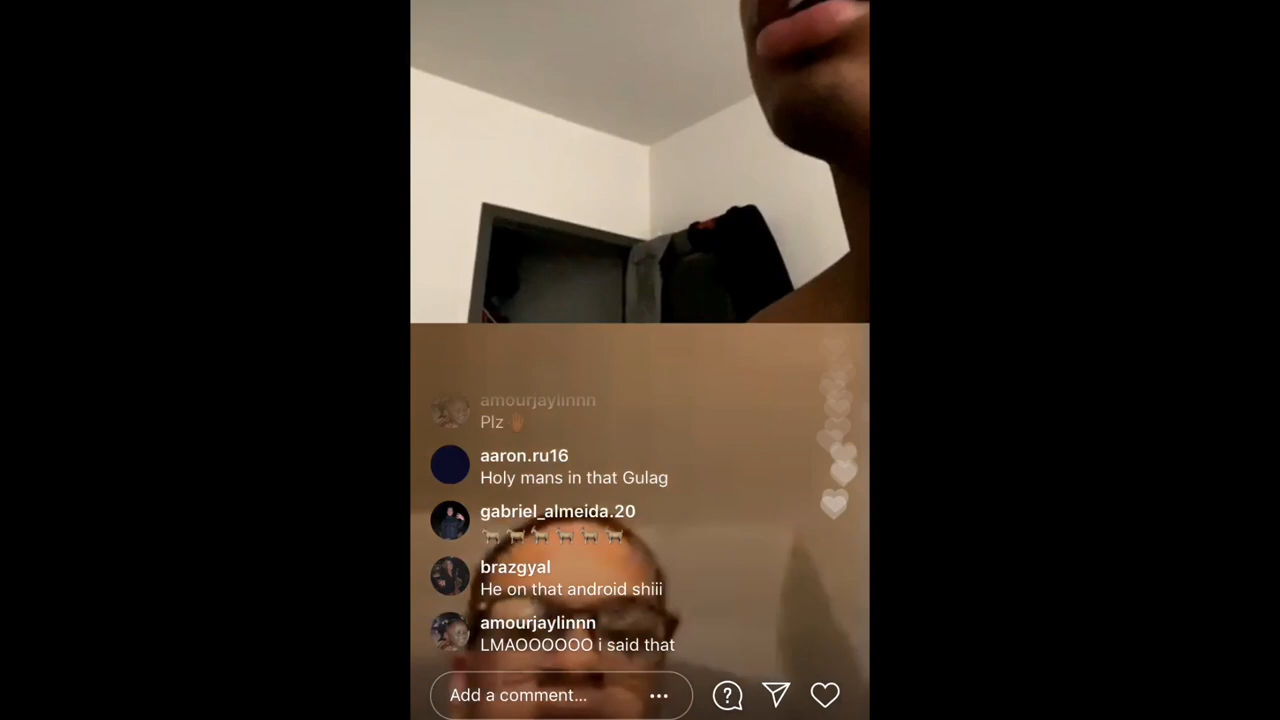 amourjaylinnn
Plz 🤚🏾
aaron.ru16
Holy mans in that Gulag
gabriel_almeida.20
🐐 🐐 🐐 🐐 🐐 🐐
brazgyal
He on that android shiii
amourjaylinnn
LMAOOOOOO i said that
Add a comment...